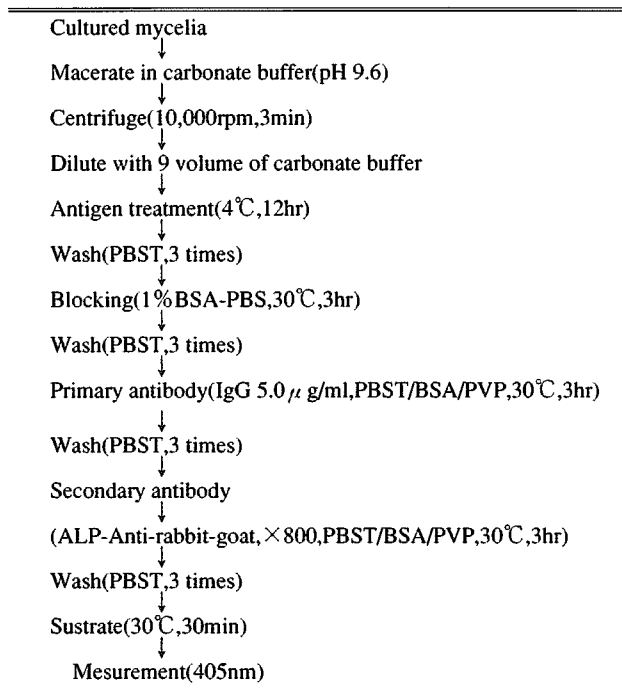 Cultured mycelia
↓
Macerate in carbonate buffer(pH 9.6)
↓
Centrifuge(10,000rpm,3min)
↓
Dilute with 9 volume of carbonate buffer
↓
Antigen treatment(4℃,12hr)
↓
Wash(PBST,3 times)
↓
Blocking(1%BSA-PBS,30℃,3hr)
↓
Wash(PBST,3 times)
↓
Primary antibody(IgG 5.0μ g/ml,PBST/BSA/PVP,30℃,3hr)
↓
Wash(PBST,3 times)
↓
Secondary antibody
↓
(ALP-Anti-rabbit-goat,×800,PBST/BSA/PVP,30℃,3hr)
↓
Wash(PBST,3 times)
↓
Sustrate(30℃,30min)
↓
Mesurement(405nm)